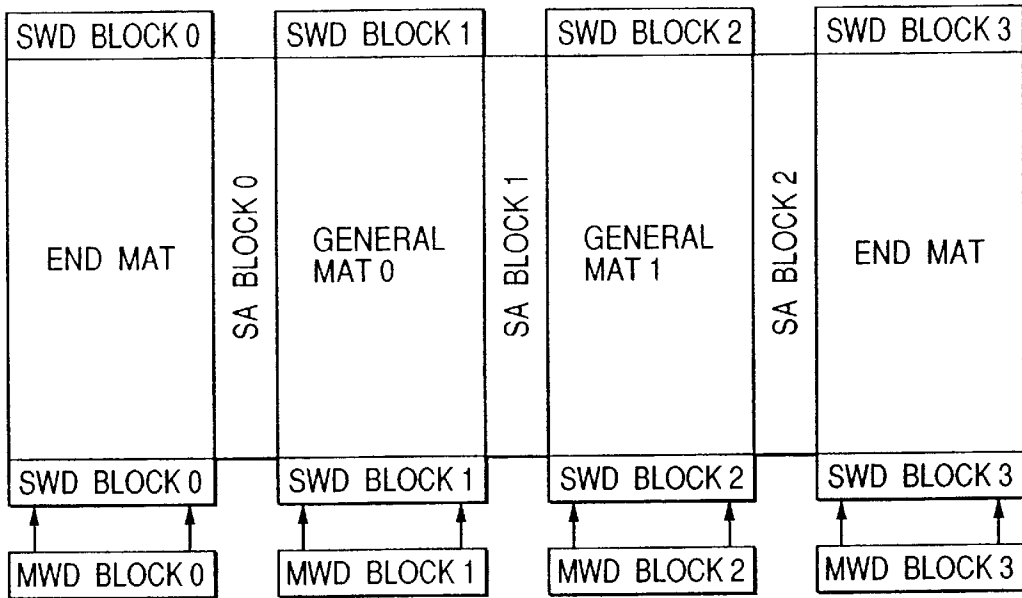 SWD BLOCK 0
SWD BLOCK 1
SWD BLOCK 2
SWD BLOCK 3
END MAT
SA BLOCK 0
GENERAL
MAT 0
SA BLOCK 1
GENERAL
MAT 1
SA BLOCK 2
END MAT
SWD BLOCK 0
SWD BLOCK 1
SWD BLOCK 2
SWD BLOCK 3
MWD BLOCK 0
MWD BLOCK 1
MWD BLOCK 2
MWD BLOCK 3